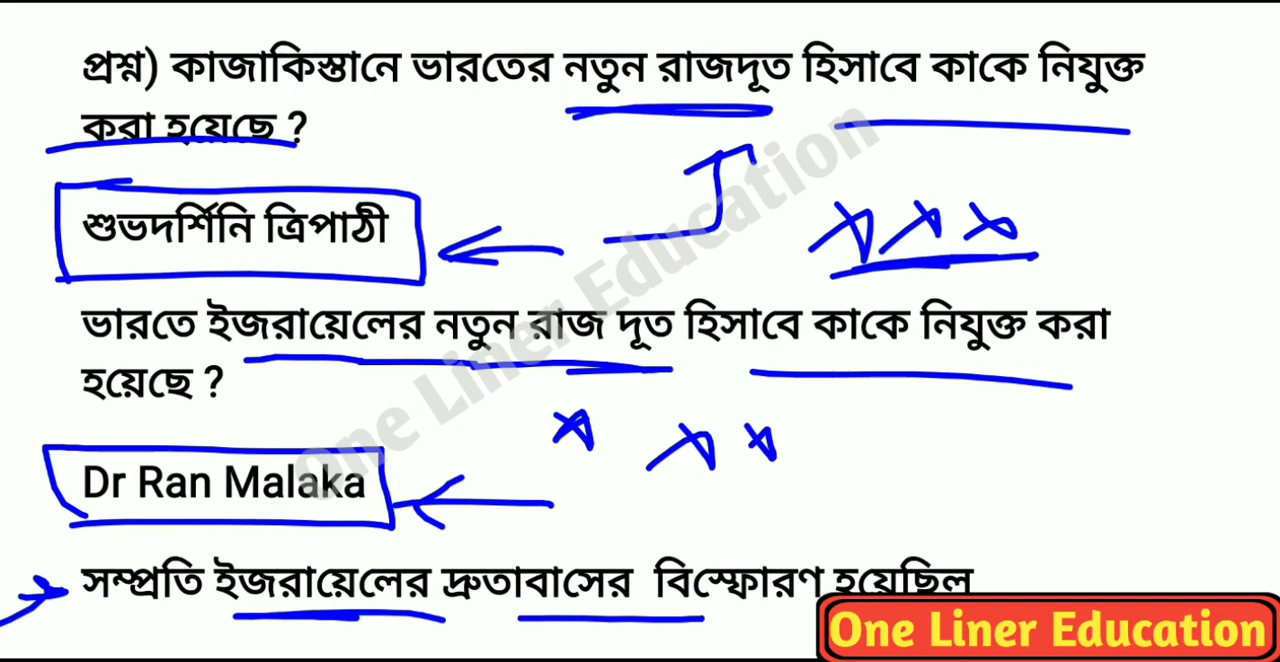 প্রশ্ন) কাজাকিস্তানে ভারতের নতুন রাজদূত হিসাবে কাকে নিযুক্ত
করা হয়েছে ?
শুভদর্শিনি ত্রিপাঠী
ভারতে ইজরায়েলের নতুন রাজ দূত হিসাবে কাকে নিযুক্ত করা
হয়েছে ?
Dr Ran Malaka
সম্প্রতি ইজরায়েলের দ্রুতাবাসের বিস্ফোরণ হয়েছিল
One Liner Education
One Liner Education